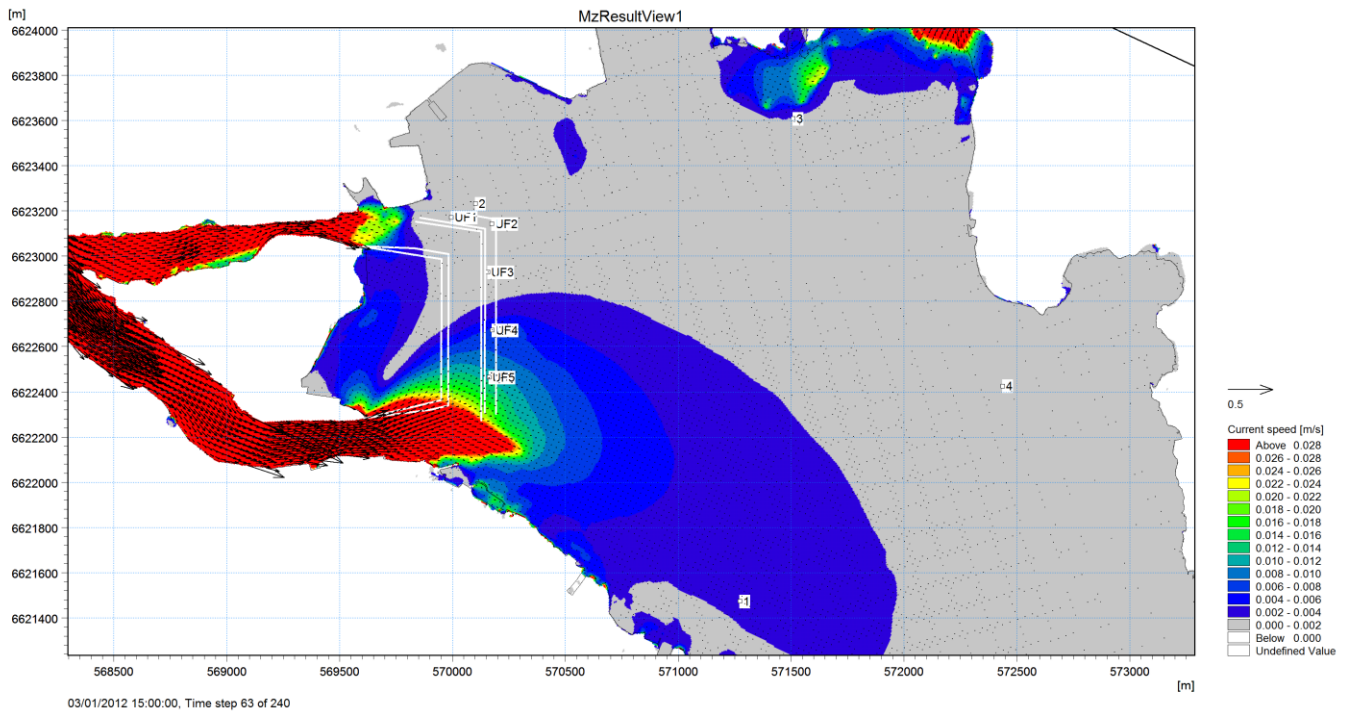 MzResultView1
[m]
6624000
6623800
6623600
6623400
6623200
6623000
6622800
6622600
6622400
6622200
6622000
6621800
6621600
6621400
3
2
UF1
UF2
UF3
UF4
UF5
4
1
568500
569000
569500
570000
570500
571000
571500
572000
572500
573000
[m]
0.5
Current speed [m/s]
Above 0.028
0.026 - 0.028
0.024 - 0.026
0.022 - 0.024
0.020 - 0.022
0.018 - 0.020
0.016 - 0.018
0.014 - 0.016
0.012 - 0.014
0.010 - 0.012
0.008 - 0.010
0.006 - 0.008
0.004 - 0.006
0.002 - 0.004
0.000 - 0.002
Below 0.000
Undefined Value
03/01/2012 15:00:00, Time step 63 of 240